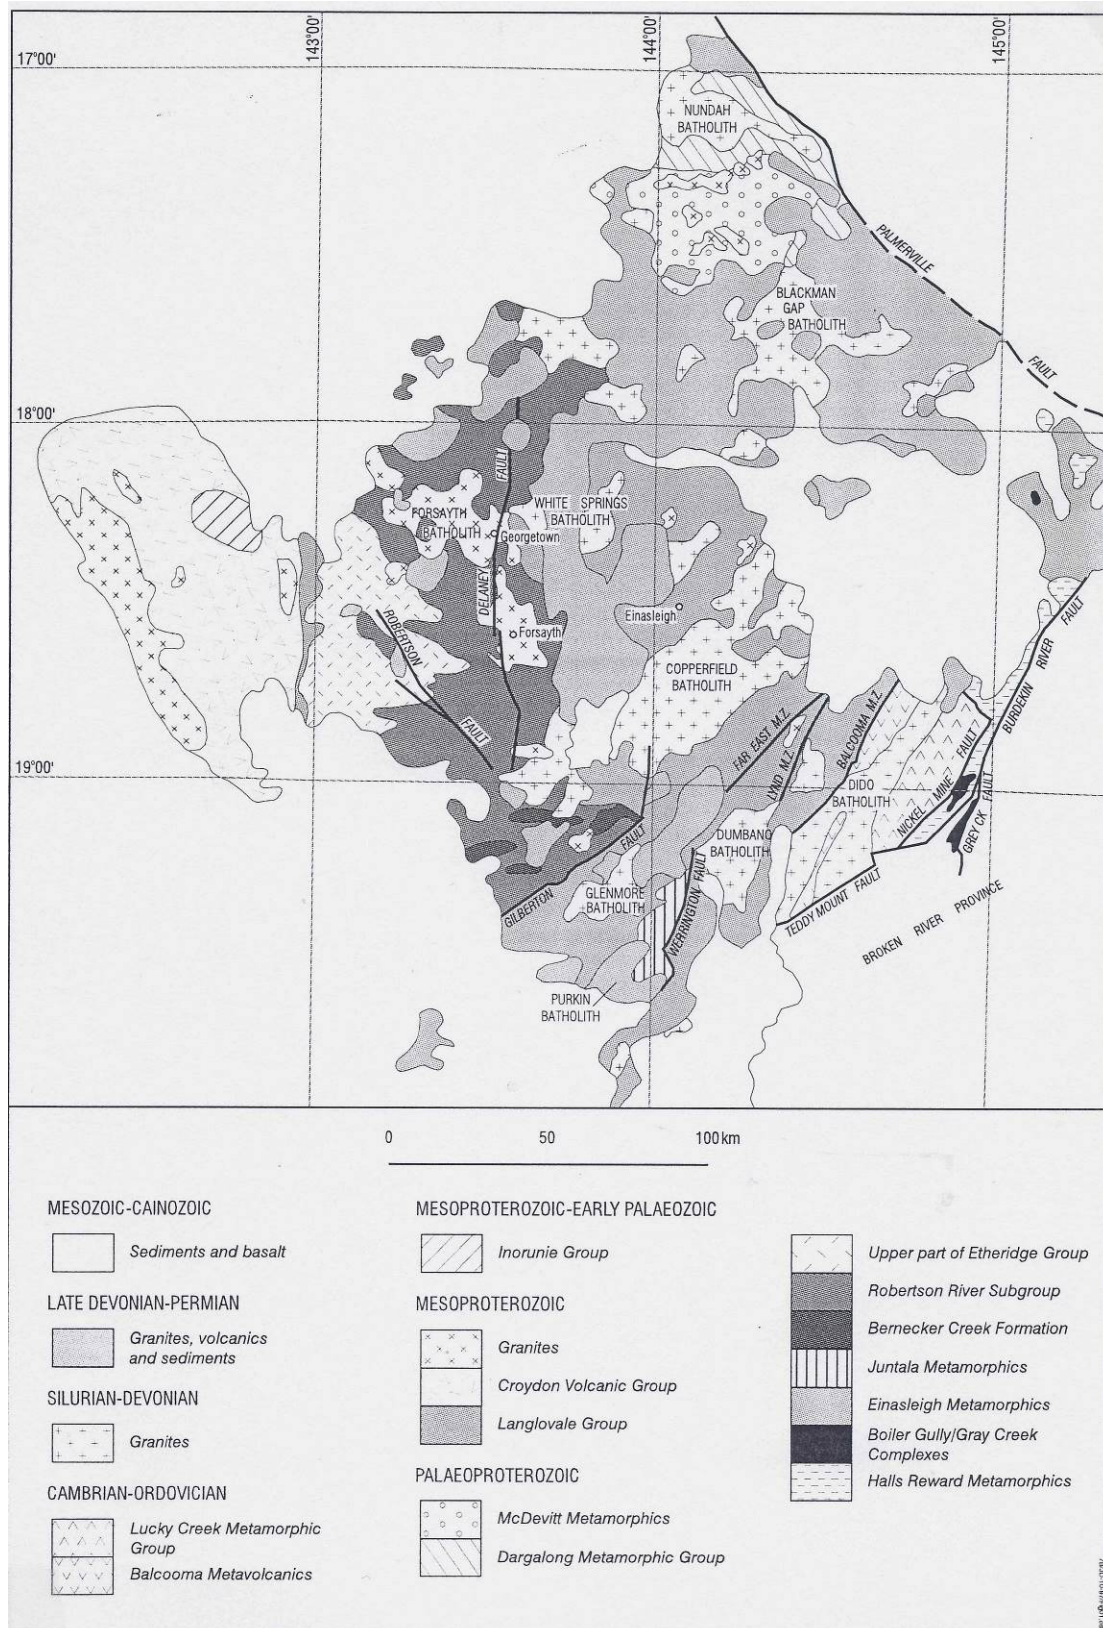 143°00'
144°00'
145°00'
17°00'
NUNDAH
BATHOLITH
PALMERVILLE
FAULT
BLACKMAN
GAP
BATHOLITH
18°00'
FAULT
WHITE SPRINGS
BATHOLITH
FORSAYTH
BATHOLITH
Georgetown
DELANEY
Einasleigh
Forsayth
ROBERTSON
FAULT
COPPERFIELD
BATHOLITH
BURDEKIN RIVER FAULT
FAR EAST M.Z.
LYND M.Z.
BALCOOMA M.Z.
19°00'
DIDO
BATHOLITH
NICKEL MINE FAULT
GREY CK FAULT
DUMBANO
BATHOLITH
GILBERTON FAULT
GLENMORE
BATHOLITH
WERRINGTON FAULT
TEDDY MOUNT FAULT
BROKEN RIVER PROVINCE
PURKIN
BATHOLITH
0 50 100km
MESOZOIC-CAINOZOIC
Sediments and basalt
LATE DEVONIAN-PERMIAN
Granites, volcanics
and sediments
SILURIAN-DEVONIAN
Granites
CAMBRIAN-ORDOVICIAN
Lucky Creek Metamorphic
Group
Balcooma Metavolcanics
MESOPROTEROZOIC-EARLY PALAEOZOIC
Inorunie Group
MESOPROTEROZOIC
Granites
Croydon Volcanic Group
Langlovale Group
PALAEOPROTEROZOIC
McDevitt Metamorphics
Dargalong Metamorphic Group
Upper part of Etheridge Group
Robertson River Subgroup
Bernecker Creek Formation
Juntala Metamorphics
Einasleigh Metamorphics
Boiler Gully/Gray Creek
Complexes
Halls Reward Metamorphics